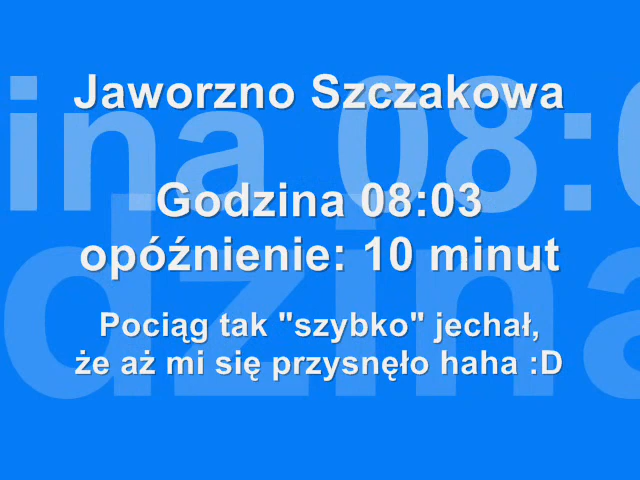 Jaworzno Szczakowa
Godzina 08:03
opóźnienie: 10 minut
Pociąg tak "szybko" jechał,
że aż mi się przysnęło haha :D